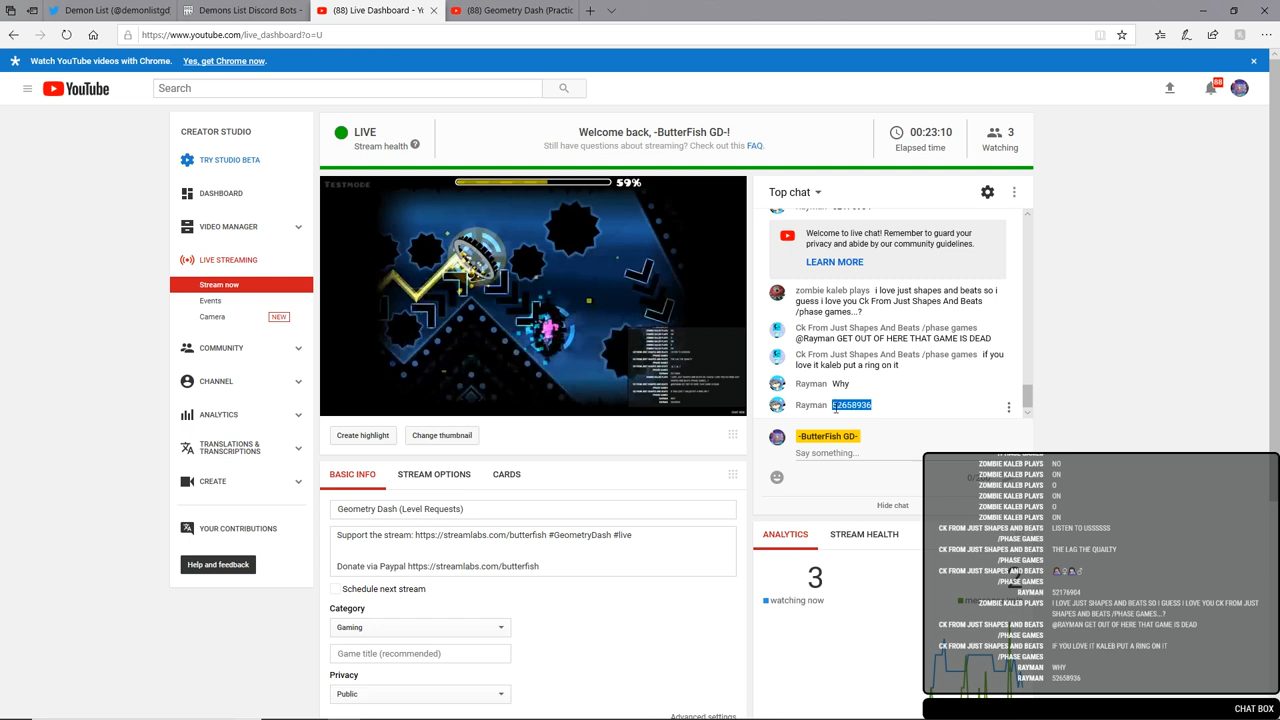 Demon List (@demonlistgd
Demons List Discord Bots -
(88) Live Dashboard - Yo
(88) Geometry Dash (Practic
https://www.youtube.com/live_dashboard?o=U
Watch YouTube videos with Chrome. Yes, get Chrome now.
YouTube
Search
88
CREATOR STUDIO
TRY STUDIO BETA
DASHBOARD
VIDEO MANAGER
LIVE STREAMING
Stream now
Events
Camera NEW
COMMUNITY
CHANNEL
ANALYTICS
TRANSLATIONS &
TRANSCRIPTIONS
CREATE
YOUR CONTRIBUTIONS
Help and feedback
LIVE
Stream health
Welcome back, -ButterFish GD-!
Still have questions about streaming? Check out this FAQ.
00:23:10
Elapsed time
3
Watching
TESTMODE
59%
Create highlight
Change thumbnail
BASIC INFO
STREAM OPTIONS
CARDS
Geometry Dash (Level Requests)
Support the stream: https://streamlabs.com/butterfish #GeometryDash #live
Donate via Paypal https://streamlabs.com/butterfish
Schedule next stream
Category
Gaming
Game title (recommended)
Privacy
Public
Advanced settings
Top chat
Welcome to live chat! Remember to guard your
privacy and abide by our community guidelines.
LEARN MORE
zombie kaleb plays i love just shapes and beats so i
guess i love you Ck From Just Shapes And Beats
/phase games...?
Ck From Just Shapes And Beats /phase games
@Rayman GET OUT OF HERE THAT GAME IS DEAD
Ck From Just Shapes And Beats /phase games if you
love it kaleb put a ring on it
Rayman Why
Rayman 52658936
-ButterFish GD-
Say something...
Hide chat
ANALYTICS
STREAM HEALTH
3
watching now
/PHASE GAMES
ZOMBIE KALEB PLAYS NO
ZOMBIE KALEB PLAYS ON
ZOMBIE KALEB PLAYS O
ZOMBIE KALEB PLAYS ON
ZOMBIE KALEB PLAYS O
ZOMBIE KALEB PLAYS ON
CK FROM JUST SHAPES AND BEATS LISTEN TO USSSSSS
/PHASE GAMES
CK FROM JUST SHAPES AND BEATS THE LAG THE QUAILTY
/PHASE GAMES
CK FROM JUST SHAPES AND BEATS
/PHASE GAMES
RAYMAN 52176904
ZOMBIE KALEB PLAYS I LOVE JUST SHAPES AND BEATS SO I GUESS I LOVE YOU CK FROM JUST
SHAPES AND BEATS /PHASE GAMES...?
CK FROM JUST SHAPES AND BEATS @RAYMAN GET OUT OF HERE THAT GAME IS DEAD
/PHASE GAMES
CK FROM JUST SHAPES AND BEATS IF YOU LOVE IT KALEB PUT A RING ON IT
/PHASE GAMES
RAYMAN WHY
RAYMAN 52658936
CHAT BOX